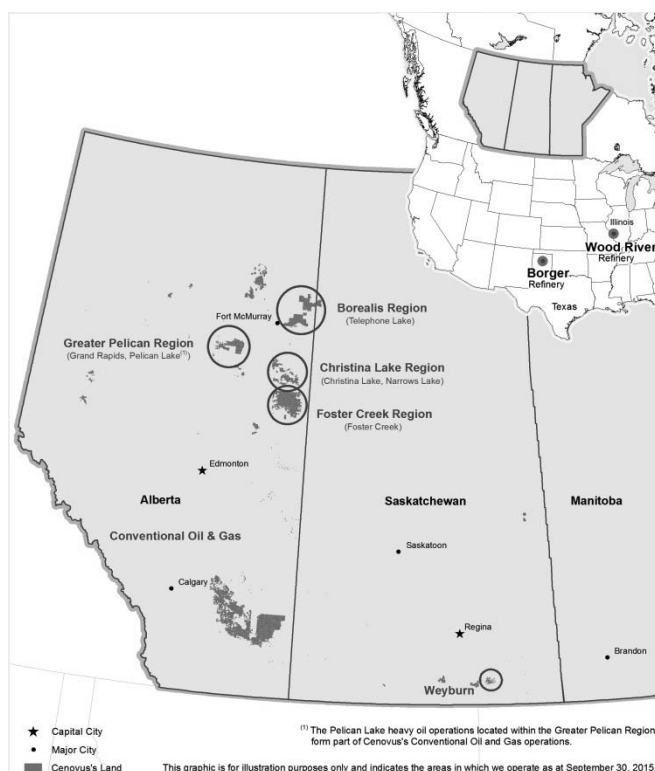 Illinois
Wood River
Refinery
Borger
Refinery
Texas
Borealis Region
(Telephone Lake)
Fort McMurray
Greater Pelican Region
(Grand Rapids, Pelican Lake⁽¹⁾)
Christina Lake Region
(Christina Lake, Narrows Lake)
Foster Creek Region
(Foster Creek)
Edmonton
Alberta
Saskatchewan
Manitoba
Conventional Oil & Gas
Saskatoon
Calgary
Regina
Brandon
Weyburn
Capital City
Major City
Cenovus's Land
⁽¹⁾ The Pelican Lake heavy oil operations located within the Greater Pelican Region
form part of Cenovus's Conventional Oil and Gas operations.
This graphic is for illustration purposes only and indicates the areas in which we operate as at September 30, 2015.